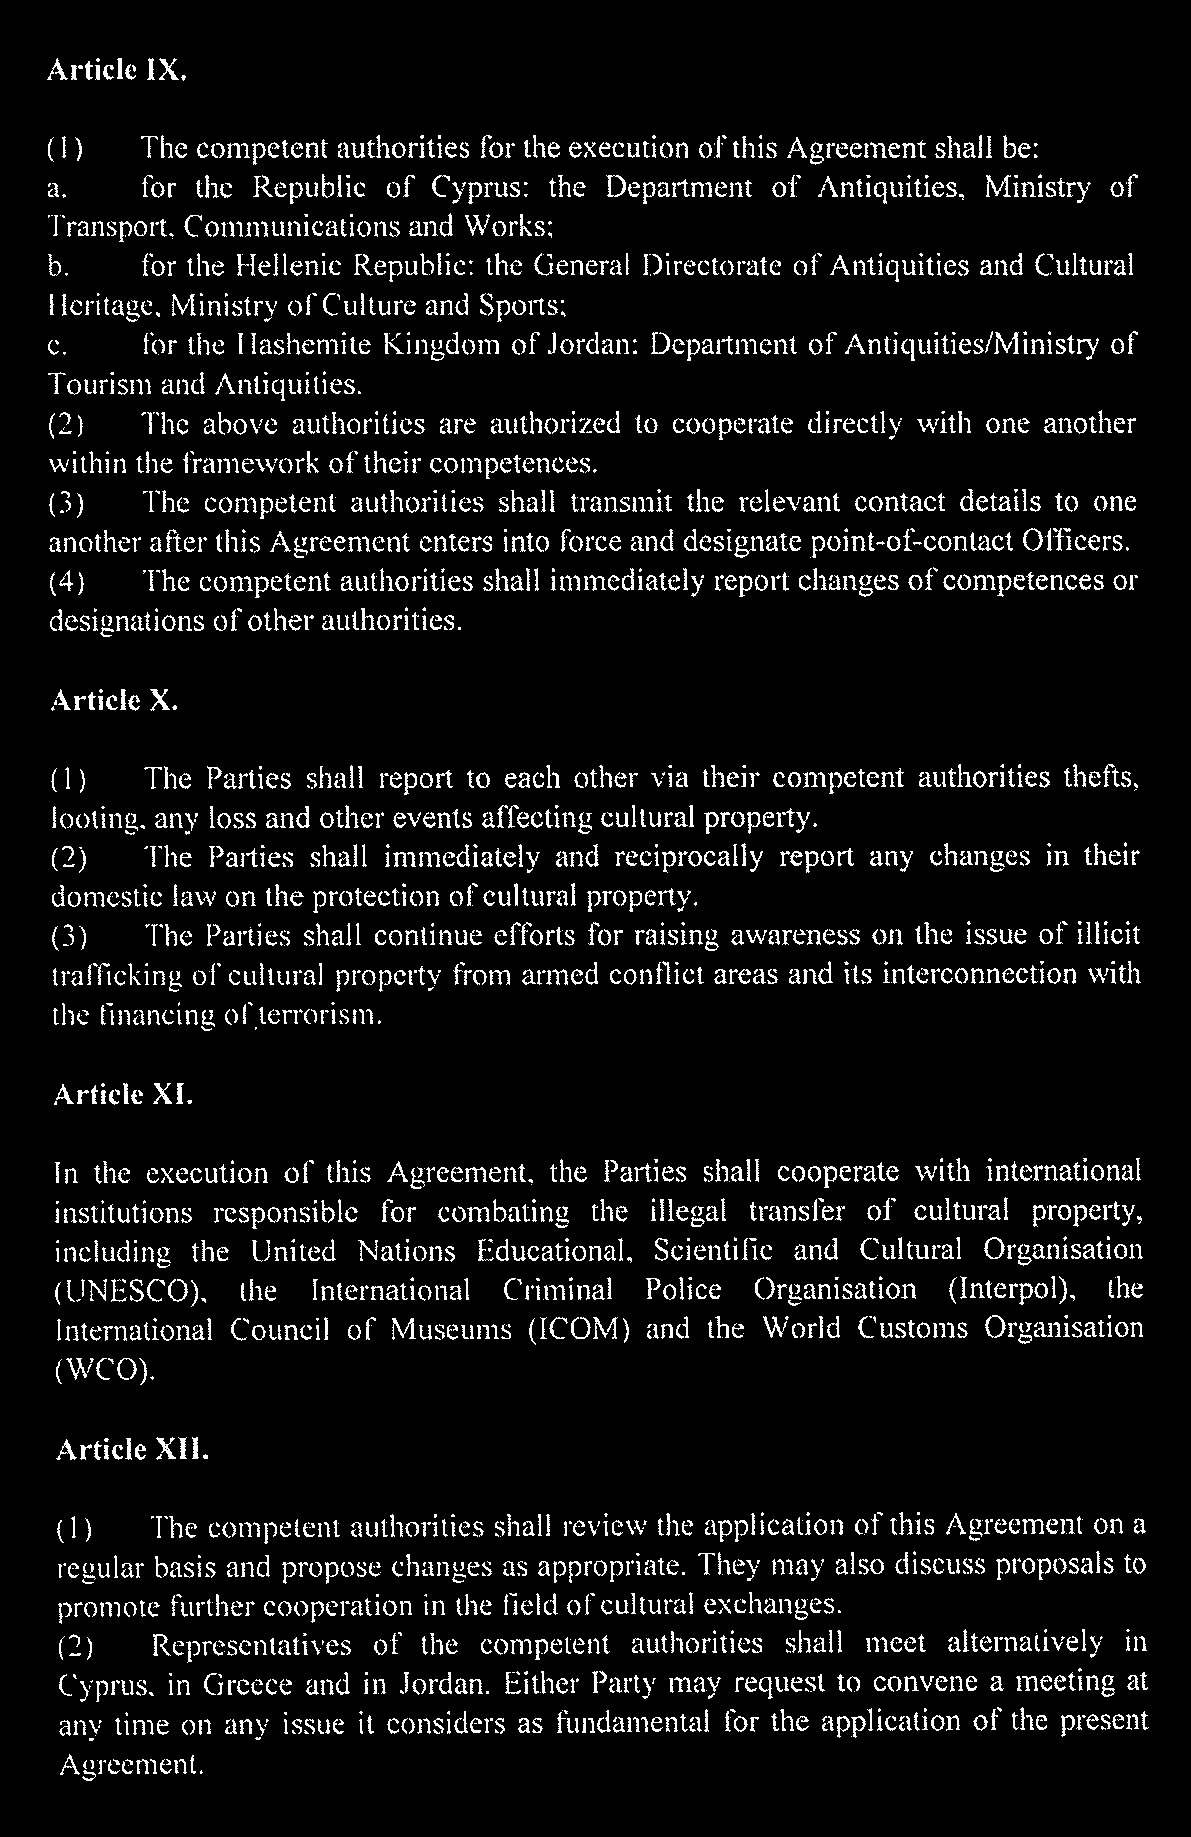 Article IX.
(1) The competent authorities for the execution of this Agreement shall be:
a. for the Republic of Cyprus: the Department of Antiquities, Ministry of
Transport, Communications and Works;
b. for the Hellenic Republic: the General Directorate of Antiquities and Cultural
Heritage, Ministry of Culture and Sports;
c. for the Hashemite Kingdom of Jordan: Department of Antiquities/Ministry of
Tourism and Antiquities.
(2) The above authorities are authorized to cooperate directly with one another
within the framework of their competences.
(3) The competent authorities shall transmit the relevant contact details to one
another after this Agreement enters into force and designate point-of-contact Officers.
(4) The competent authorities shall immediately report changes of competences or
designations of other authorities.
Article X.
(1) The Parties shall report to each other via their competent authorities thefts,
looting, any loss and other events affecting cultural property.
(2) The Parties shall immediately and reciprocally report any changes in their
domestic law on the protection of cultural property.
(3) The Parties shall continue efforts for raising awareness on the issue of illicit
trafficking of cultural property from armed conflict areas and its interconnection with
the financing of terrorism.
Article XI.
In the execution of this Agreement, the Parties shall cooperate with international
institutions responsible for combating the illegal transfer of cultural property,
including the United Nations Educational, Scientific and Cultural Organisation
(UNESCO), the International Criminal Police Organisation (Interpol), the
International Council of Museums (ICOM) and the World Customs Organisation
(WCO).
Article XII.
(1) The competent authorities shall review the application of this Agreement on a
regular basis and propose changes as appropriate. They may also discuss proposals to
promote further cooperation in the field of cultural exchanges.
(2) Representatives of the competent authorities shall meet alternatively in
Cyprus, in Greece and in Jordan. Either Party may request to convene a meeting at
any time on any issue it considers as fundamental for the application of the present
Agreement.